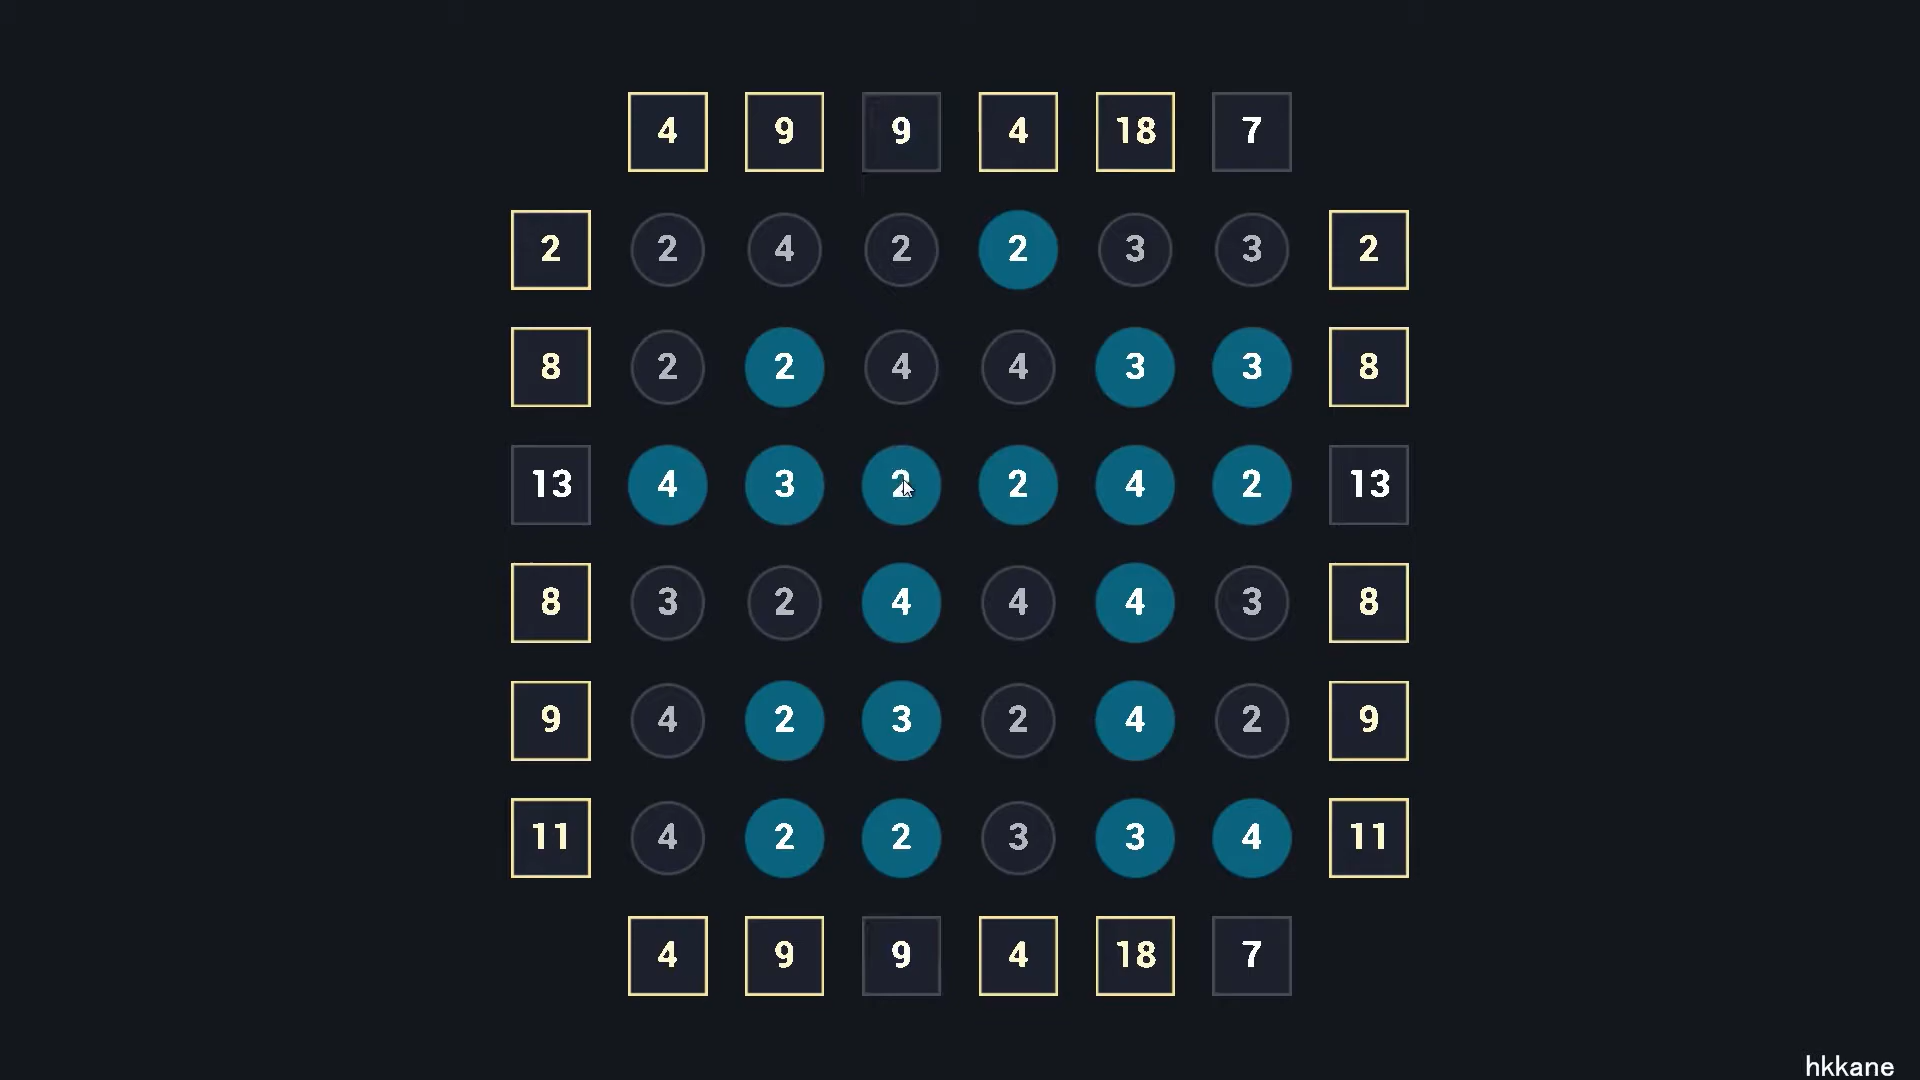 4 9 9 4 18 7
2 2 4 2 2 3 3 2
8 2 2 4 4 3 3 8
13 4 3 2 2 4 2 13
8 3 2 4 4 4 3 8
9 4 2 3 2 4 2 9
11 4 2 2 3 3 4 11
4 9 9 4 18 7
hkkane